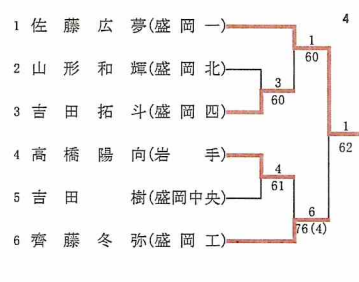 4
1 佐藤広夢(盛岡一)
2 山形和輝(盛岡北)
3 吉田拓斗(盛岡四)
4 高橋陽向(岩手)
5 吉田 樹(盛岡中央)
6 齊藤冬弥(盛岡工)
1
60
3
60
1
62
4
61
6
76(4)